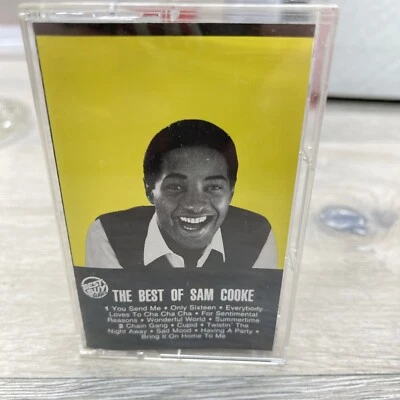 BEST
BUY
THE BEST OF SAM COOKE
1 You Send Me • Only Sixteen • Everybody
Loves To Cha Cha Cha • For Sentimental
Reasons • Wonderful World • Summertime
2 Chain Gang • Cupid • Twistin' The
Night Away • Sad Mood • Having A Party •
Bring It On Home To Me